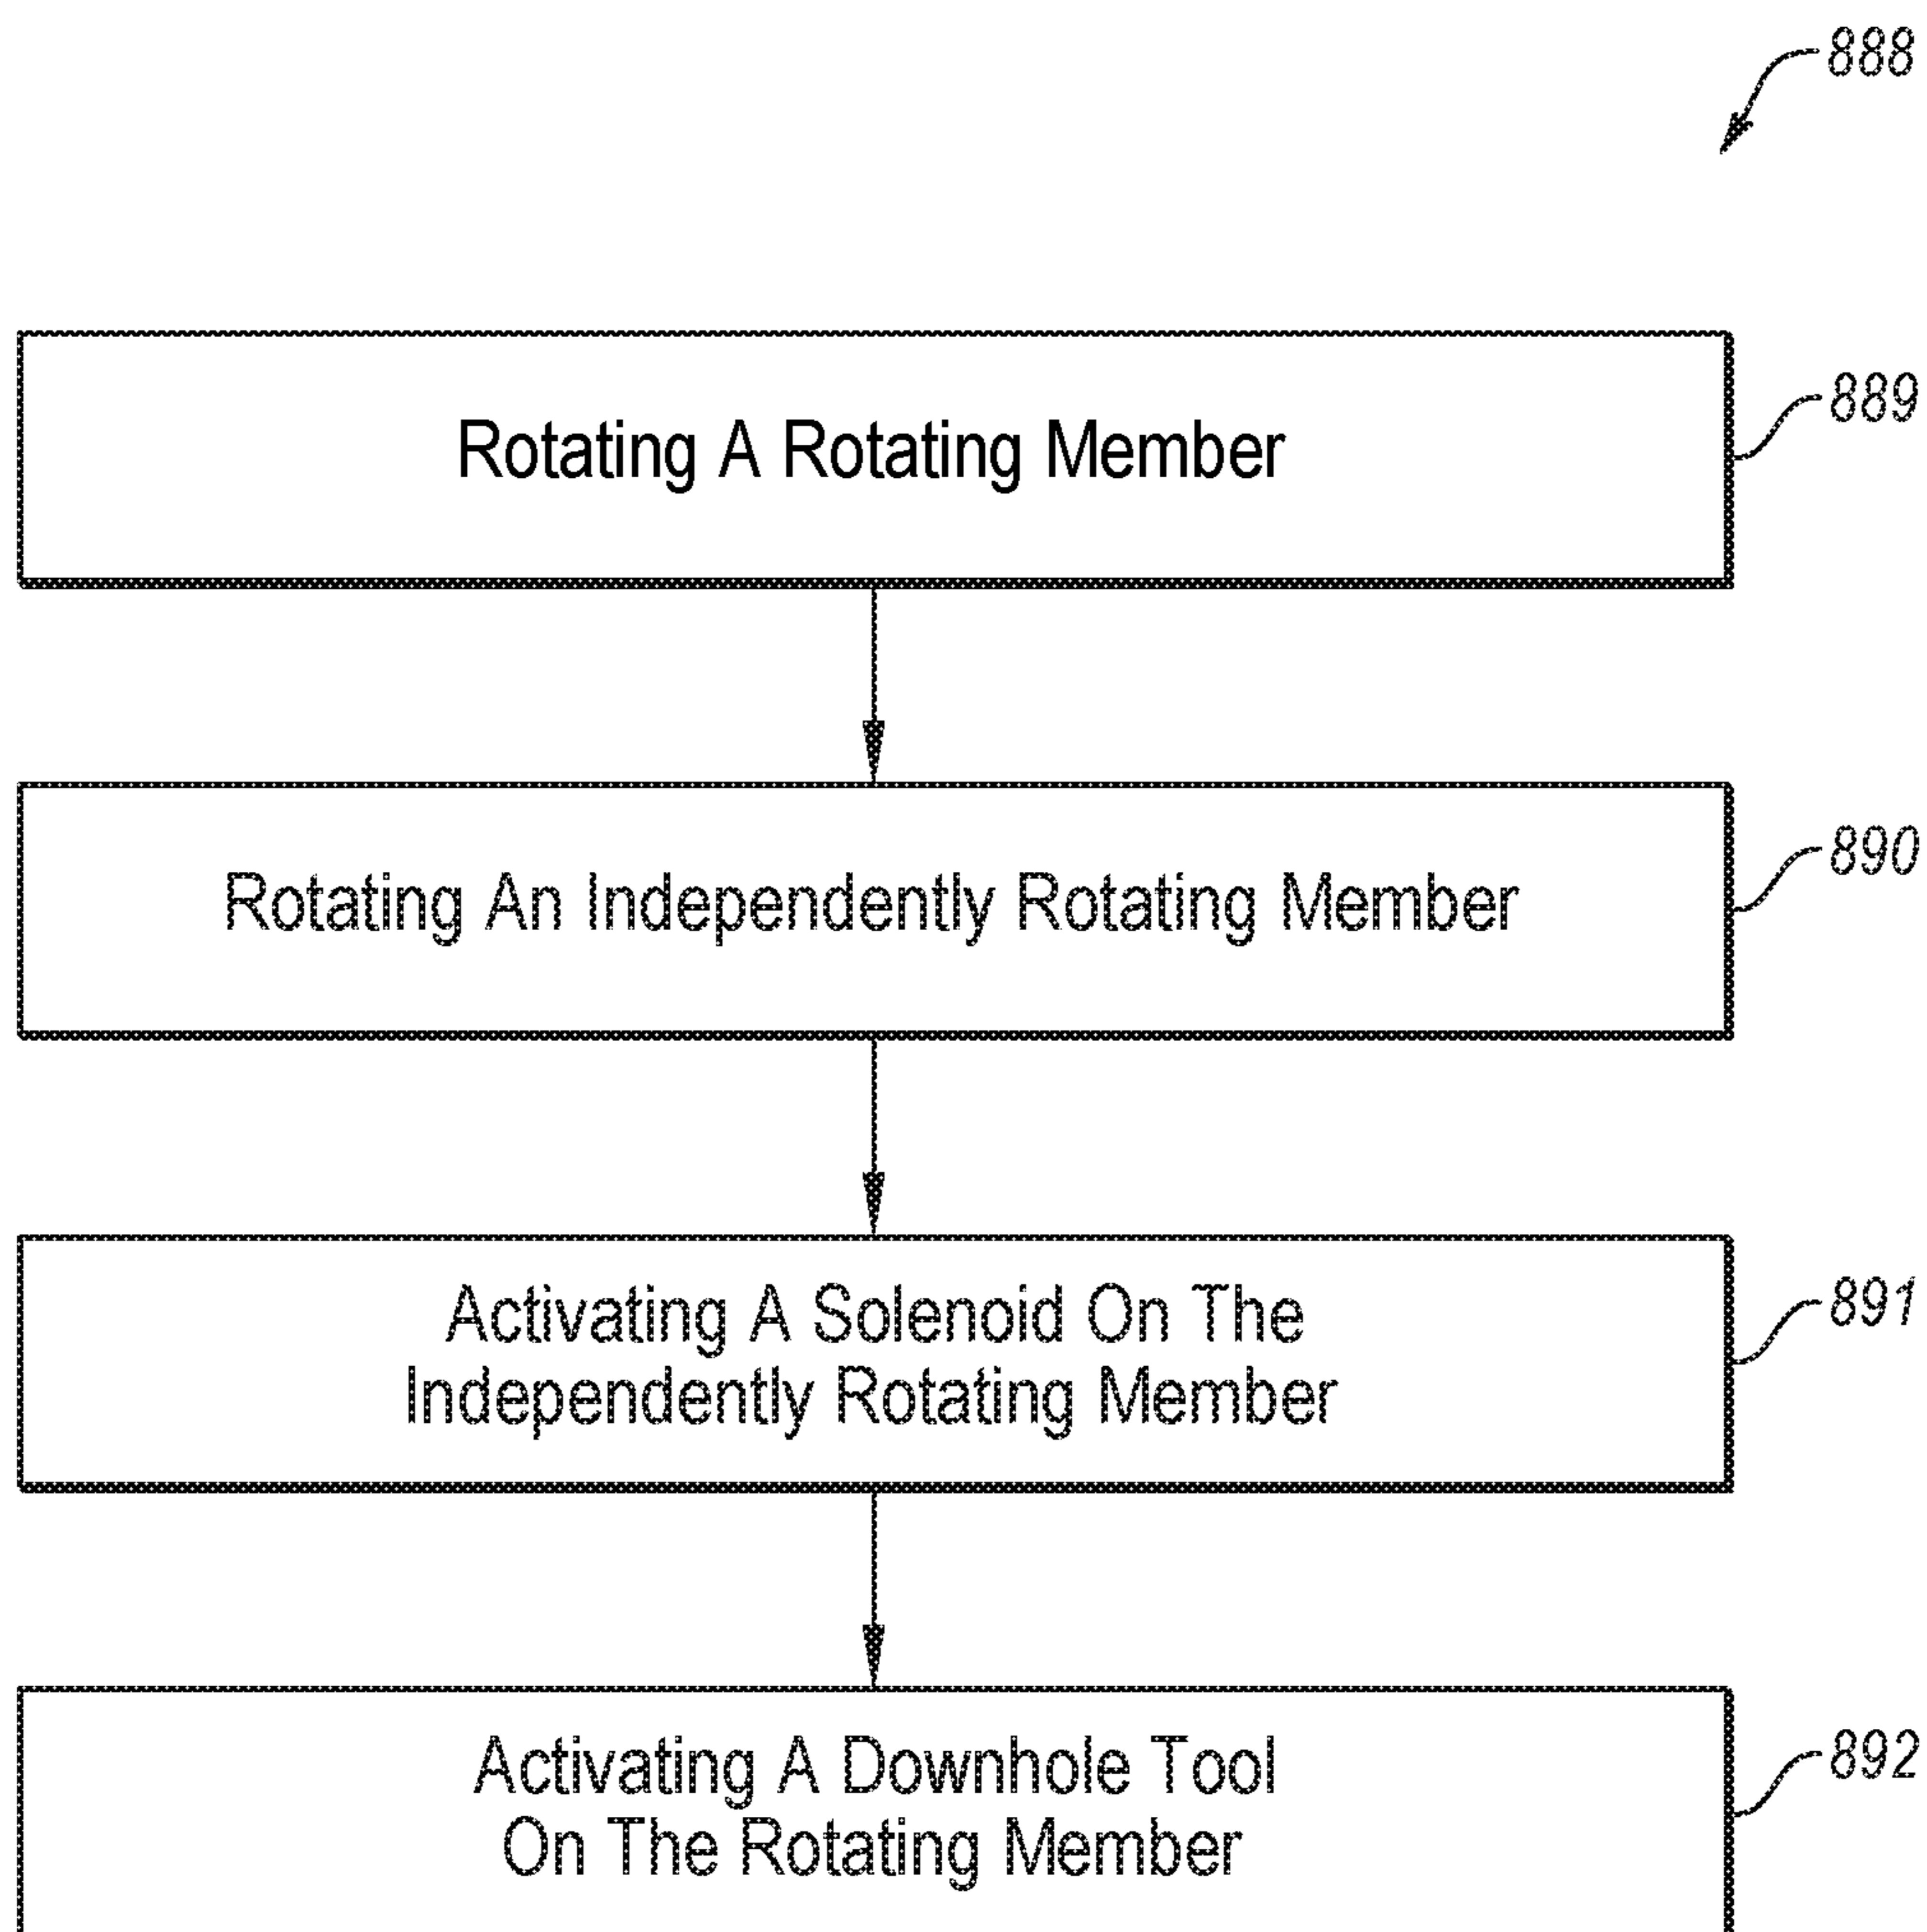 888
Rotating A Rotating Member
889
Rotating An Independently Rotating Member
890
Activating A Solenoid On The
Independently Rotating Member
891
Activating A Downhole Tool
On The Rotating Member
892